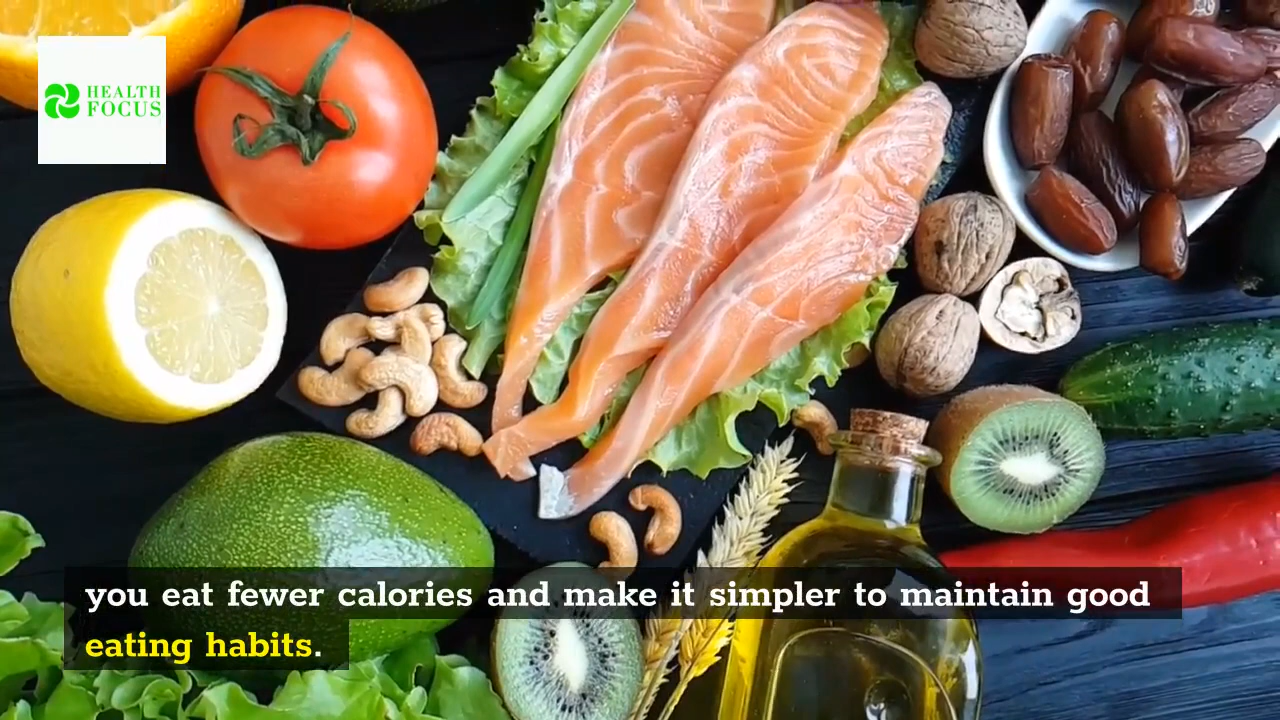 HEALTH
FOCUS
you eat fewer calories and make it simpler to maintain good
eating habits.